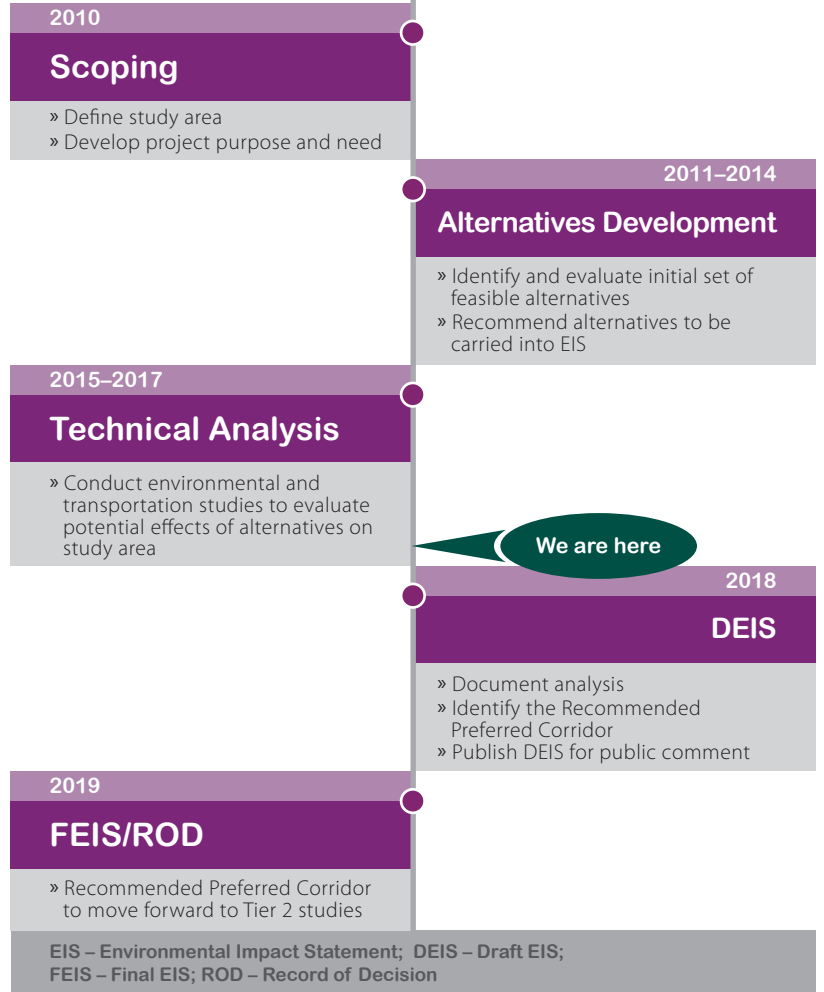 2010
Scoping
» Define study area
» Develop project purpose and need
2011–2014
Alternatives Development
» Identify and evaluate initial set of
feasible alternatives
» Recommend alternatives to be
carried into EIS
2015–2017
Technical Analysis
» Conduct environmental and
transportation studies to evaluate
potential effects of alternatives on
study area
We are here
2018
DEIS
» Document analysis
» Identify the Recommended
Preferred Corridor
» Publish DEIS for public comment
2019
FEIS/ROD
» Recommended Preferred Corridor
to move forward to Tier 2 studies
EIS – Environmental Impact Statement; DEIS – Draft EIS;
FEIS – Final EIS; ROD – Record of Decision